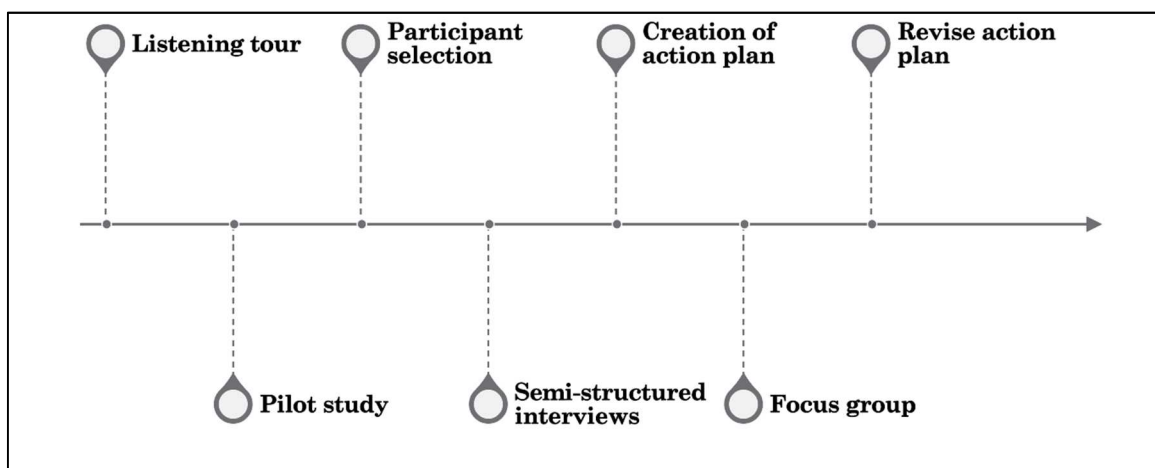 Listening tour
Participant
selection
Creation of
action plan
Revise action
plan
Pilot study
Semi-structured
interviews
Focus group